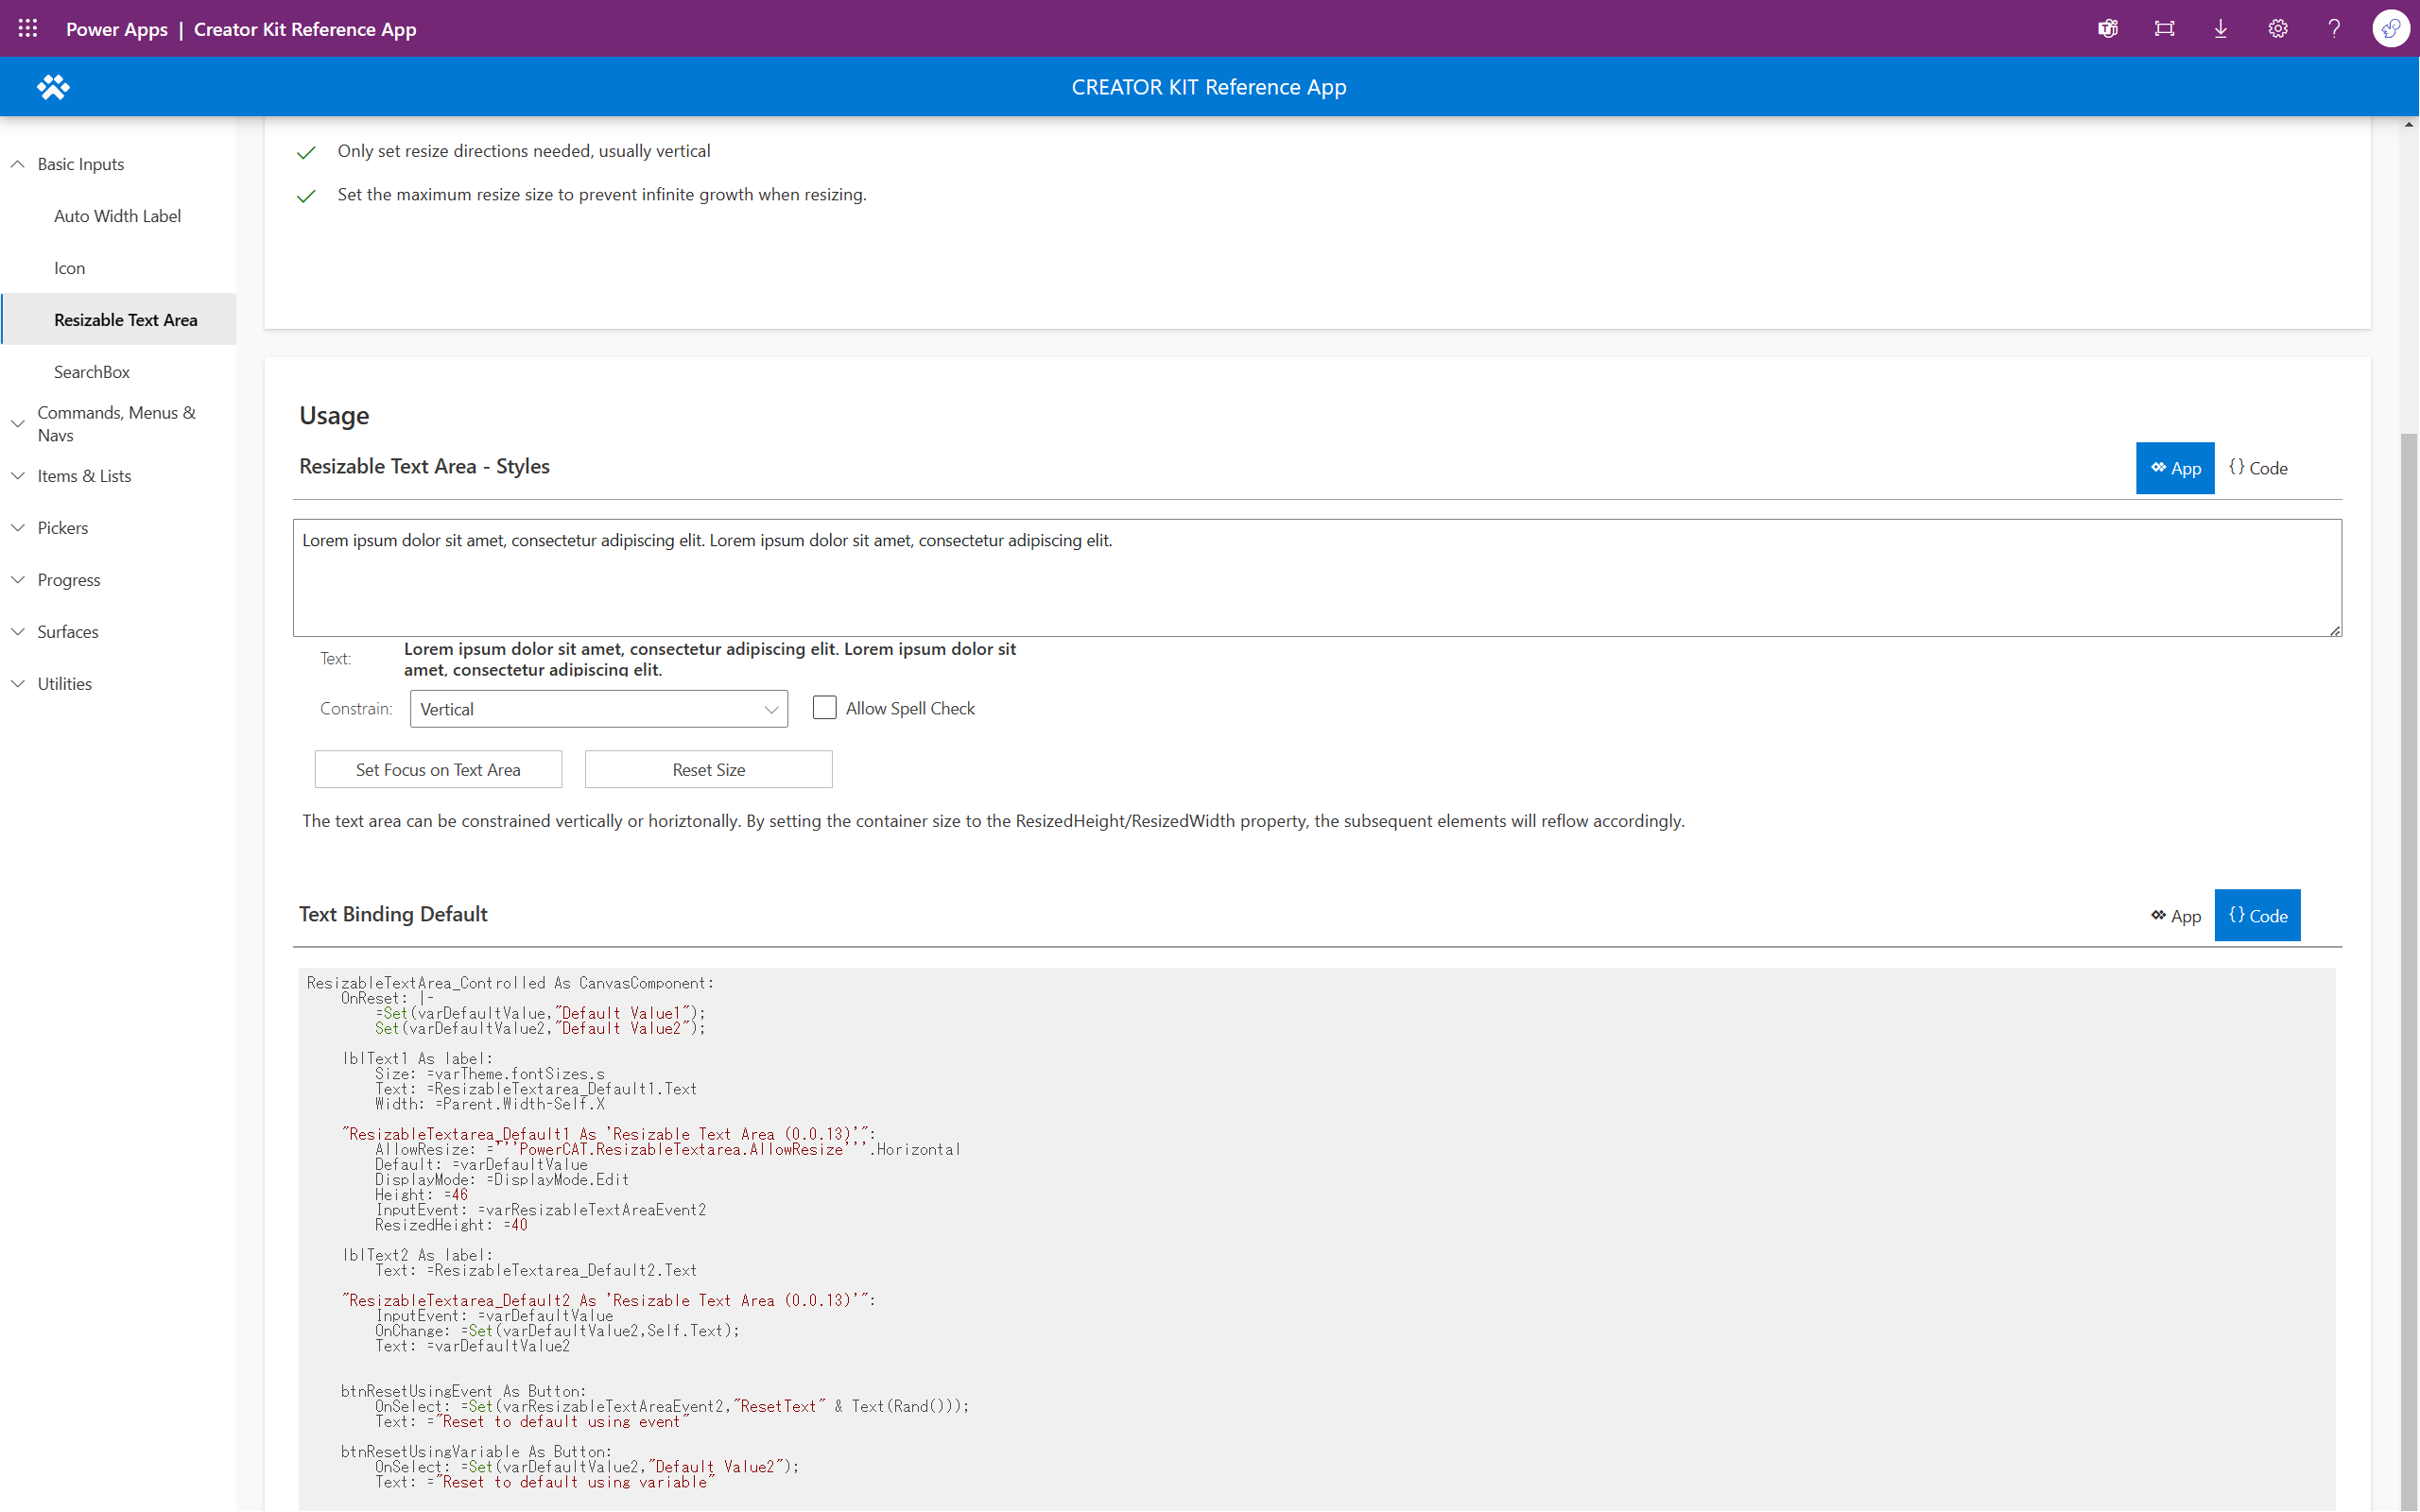 Power Apps | Creator Kit Reference App
CREATOR KIT Reference App
Basic Inputs
Auto Width Label
Icon
Resizable Text Area
SearchBox
Commands, Menus &
Navs
Items & Lists
Pickers
Progress
Surfaces
Utilities
Only set resize directions needed, usually vertical
Set the maximum resize size to prevent infinite growth when resizing.
Usage
Resizable Text Area - Styles
App {} Code
Lorem ipsum dolor sit amet, consectetur adipiscing elit. Lorem ipsum dolor sit amet, consectetur adipiscing elit.
Text: Lorem ipsum dolor sit amet, consectetur adipiscing elit. Lorem ipsum dolor sit
amet, consectetur adipiscing elit.
Constrain: Vertical Allow Spell Check
Set Focus on Text Area Reset Size
The text area can be constrained vertically or horiztonally. By setting the container size to the ResizedHeight/ResizedWidth property, the subsequent elements will reflow accordingly.
Text Binding Default
App {} Code
ResizableTextArea_Controlled As CanvasComponent:
OnReset: |-
=Set(varDefaultValue,"Default Value1");
Set(varDefaultValue2,"Default Value2");
lblText1 As label:
Size: =varTheme.fontSizes.s
Text: =ResizableTextarea_Default1.Text
Width: =Parent.Width-Self.X
"ResizableTextarea_Default1 As 'Resizable Text Area (0.0.13)'":
AllowResize: ='''PowerCAT.ResizableTextarea.AllowResize'''.Horizontal
Default: =varDefaultValue
DisplayMode: =DisplayMode.Edit
Height: =46
InputEvent: =varResizableTextAreaEvent2
ResizedHeight: =40
lblText2 As label:
Text: =ResizableTextarea_Default2.Text
"ResizableTextarea_Default2 As 'Resizable Text Area (0.0.13)'":
InputEvent: =varDefaultValue
OnChange: =Set(varDefaultValue2,Self.Text);
Text: =varDefaultValue2
btnResetUsingEvent As Button:
OnSelect: =Set(varResizableTextAreaEvent2,"ResetText" & Text(Rand()));
Text: ="Reset to default using event"
btnResetUsingVariable As Button:
OnSelect: =Set(varDefaultValue2,"Default Value2");
Text: ="Reset to default using variable"